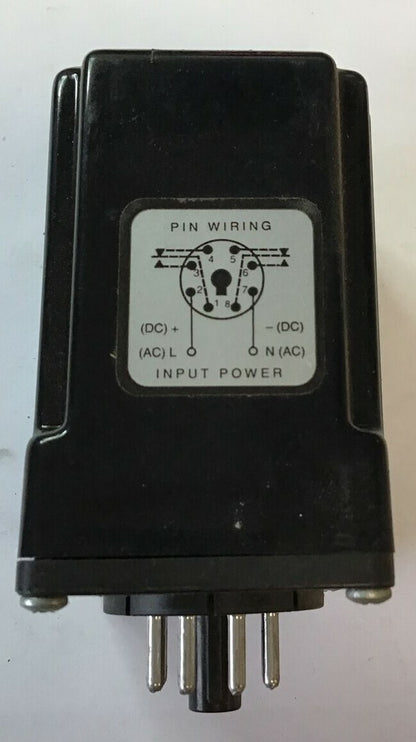 PIN WIRING
4 5
3 6
2 7
1 8
(DC) + – (DC)
(AC) L N (AC)
INPUT POWER